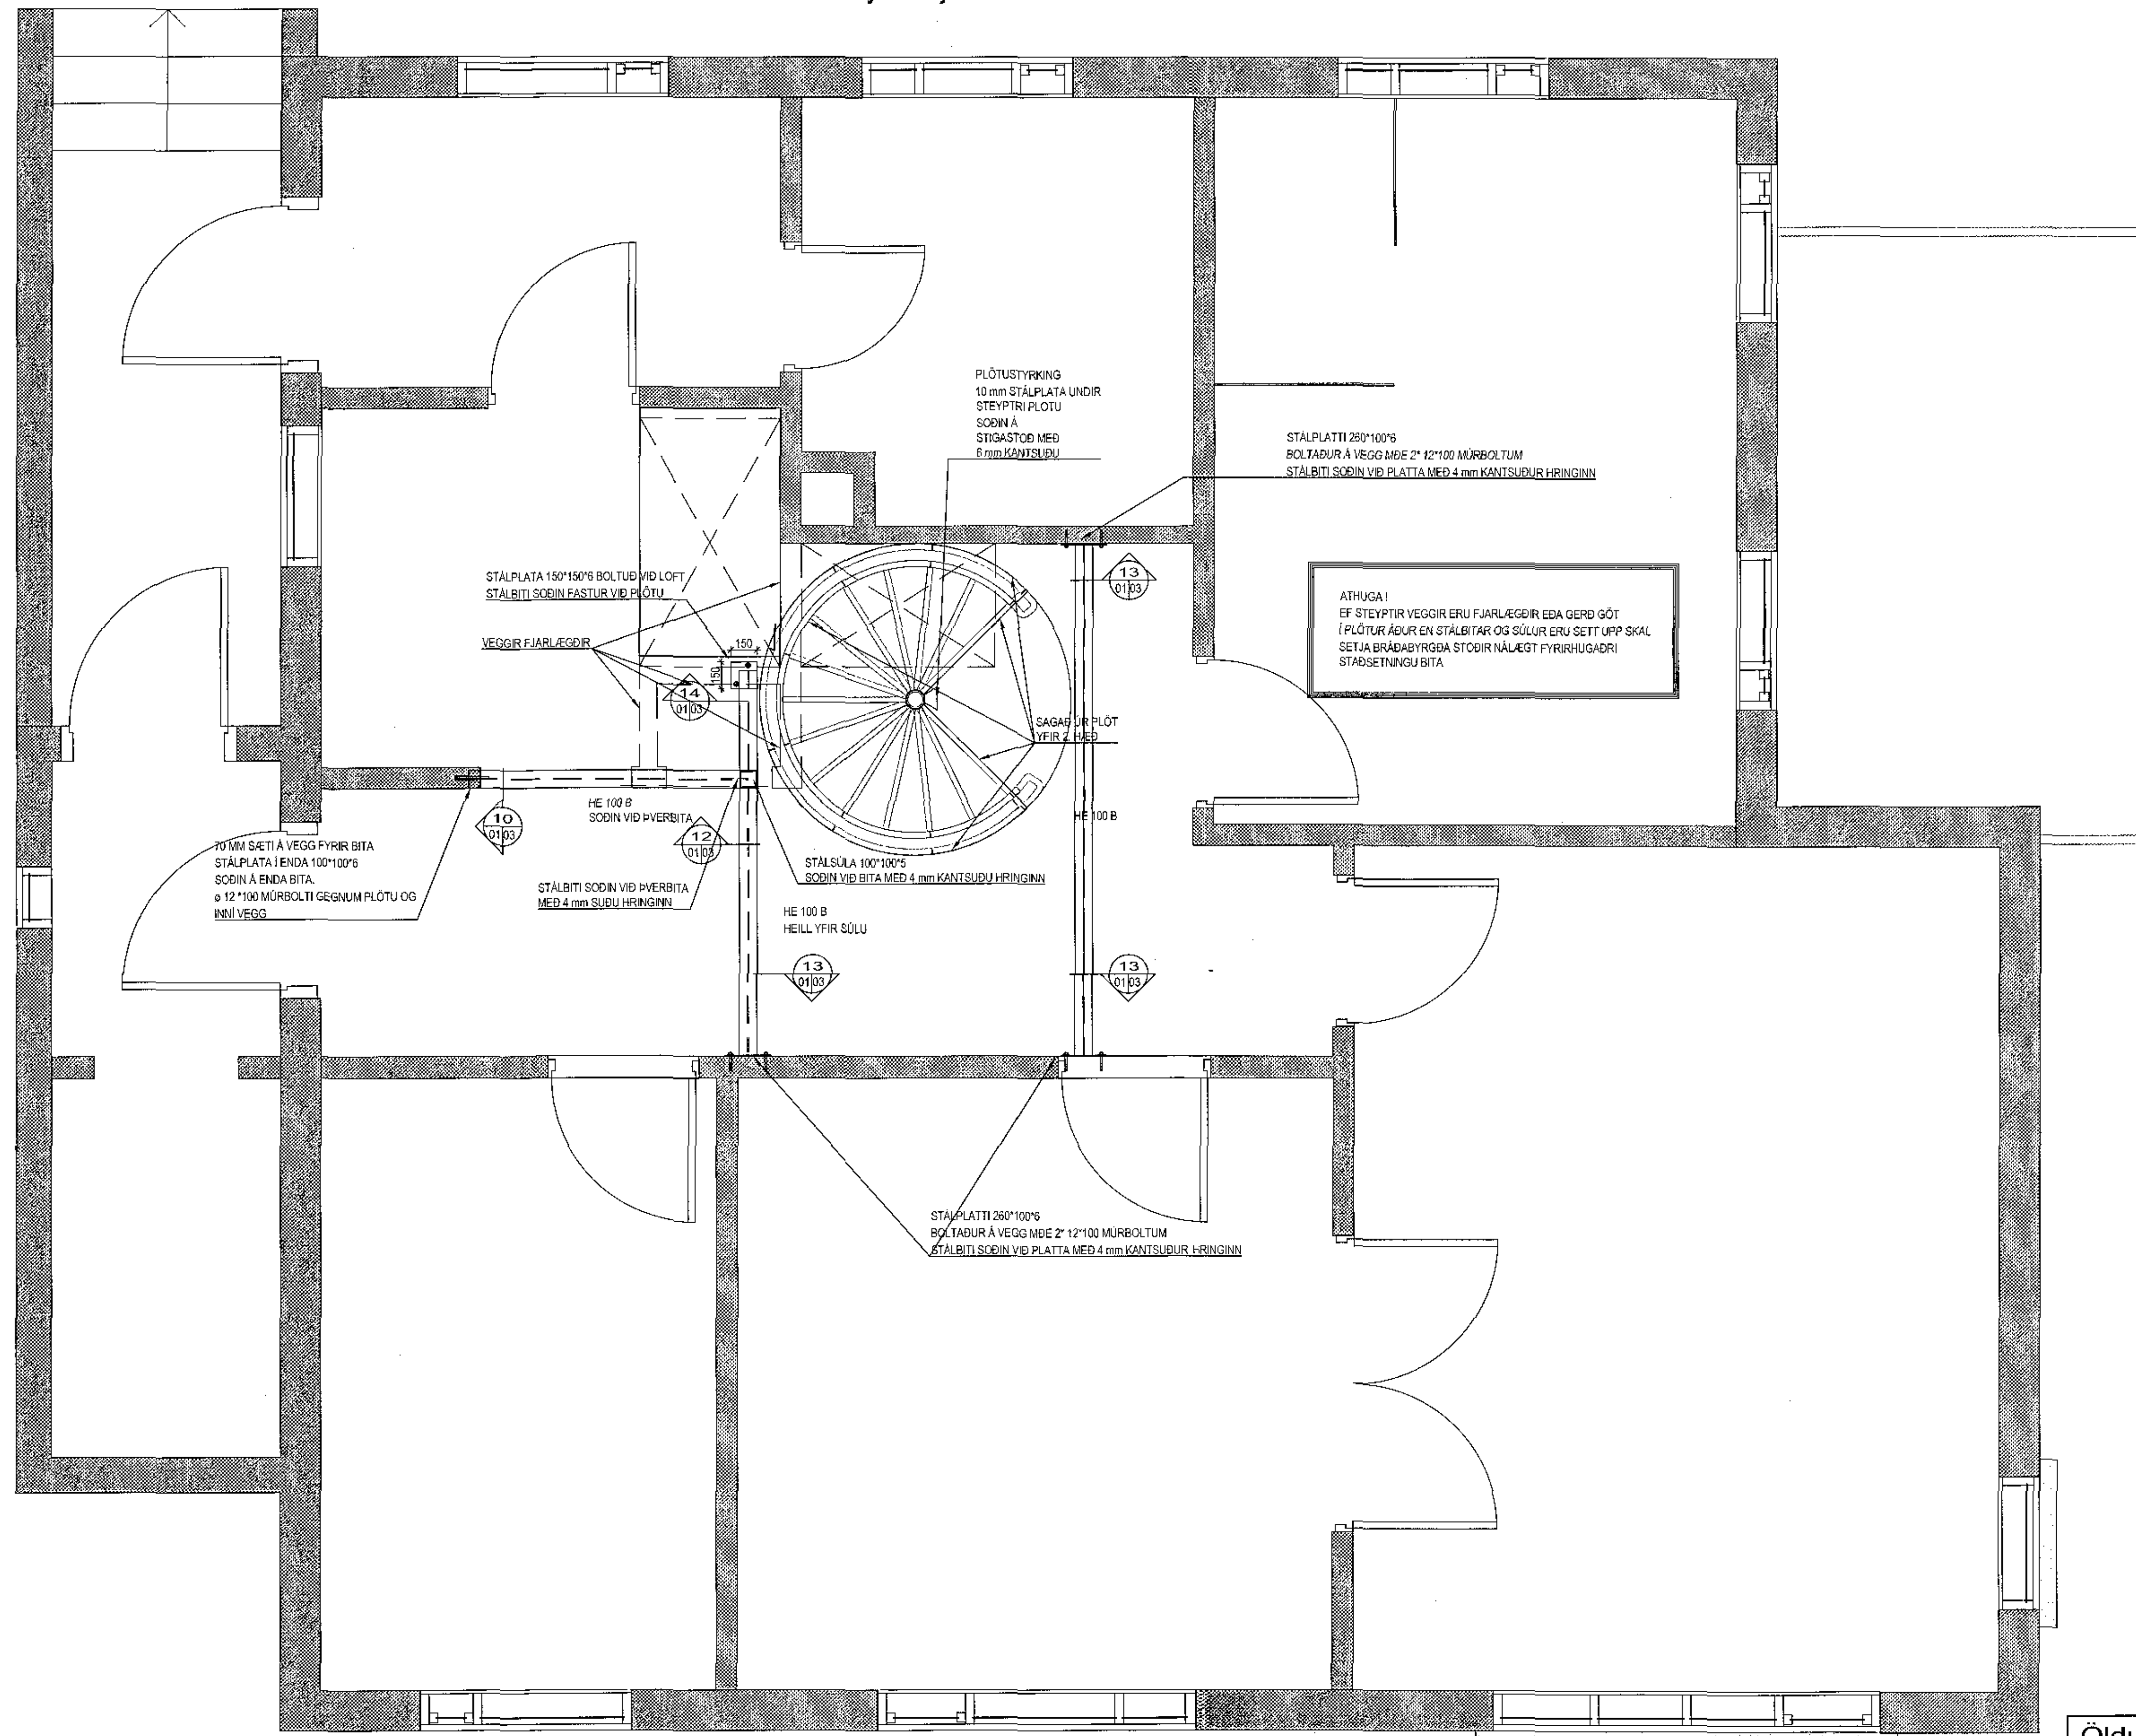 PLÖTUSTYRKING
10 mm STÁLPLATA UNDIR
STEYPTRI PLOTU
SOÐIN Á
STIGASTOÐ MEÐ
6 mm KANTSUÐU
STÁLPLATTI 260*100*6
BOLTAÐUR Á VEGG MÐE 2* 12*100 MÚRBOLTUM
STÁLBITI SOÐIN VIÐ PLATTA MEÐ 4 mm KANTSUÐUR HRINGINN
STÁLPLATA 150*150*6 BOLTUÐ VIÐ LOFT
STÁLBITI SOÐIN FASTUR VIÐ PLÖTU
13
01 03
ATHUGA !
EF STEYPTIR VEGGIR ERU FJARLÆGÐIR EÐA GERÐ GÖT
Í PLÖTUR ÁÐUR EN STÁLBITAR OG SÚLUR ERU SETT UPP SKAL
SETJA BRÁÐABYRGÐA STOÐIR NÁLÆGT FYRIRHUGAÐRI
STAÐSETNINGU BITA
VEGGIR FJARLÆGÐIR
150
150
14
01 03
SAGAÐ ÚR PLÖT
YFIR 2. HÆÐ
HE 100 B
SOÐIN VIÐ ÞVERBITA
HE 100 B
10
01 03
12
01 03
70 MM SÆTI Á VEGG FYRIR BITA
STÁLPLATA Í ENDA 100*100*6
SOÐIN Á ENDA BITA.
ø 12 *100 MÚRBOLTI GEGNUM PLÖTU OG
INNÍ VEGG
STÁLSÚLA 100*100*5
SOÐIN VIÐ BITA MEÐ 4 mm KANTSUÐU HRINGINN
STÁLBITI SOÐIN VIÐ ÞVERBITA
MEÐ 4 mm SUÐU HRINGINN
HE 100 B
HEILL YFIR SÚLU
13
01 03
13
01 03
STÁLPLATTI 260*100*6
BOLTAÐUR Á VEGG MÐE 2* 12*100 MÚRBOLTUM
STÁLBITI SOÐIN VIÐ PLATTA MEÐ 4 mm KANTSUÐUR HRINGINN